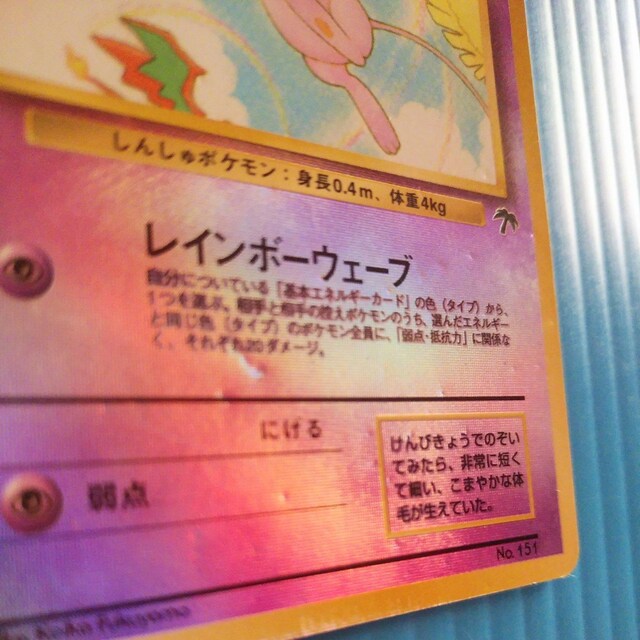 しんしゅポケモン：身長0.4m、体重4kg
レインボーウェーブ
自分についている「基本エネルギーカード」の色（タイプ）から、
1つを選ぶ。相手と相手の控えポケモンのうち、選んだエネルギー
と同じ色（タイプ）のポケモン全員に、「弱点・抵抗力」に関係な
く、それぞれ20ダメージ。
にげる
弱点
けんびきょうでのぞい
てみたら、非常に短く
て細い、こまやかな体
毛が生えていた。
No. 151